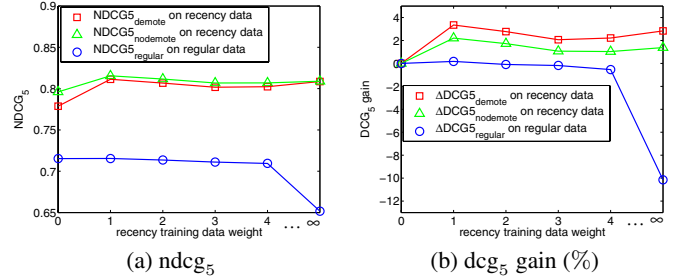 0.9
0.85
0.8
0.75
0.7
0.65
NDCG5
NDCG5demote on recency data
NDCG5nodemote on recency data
NDCG5regular on regular data
0 1 2 3 4 ... ∞
recency training data weight
(a) ndcg5
4
2
0
−2
−4
−6
−8
−10
−12
DCG5 gain
ΔDCG5demote on recency data
ΔDCG5nodemote on recency data
ΔDCG5regular on regular data
0 1 2 3 4 ... ∞
recency training data weight
(b) dcg5 gain (%)